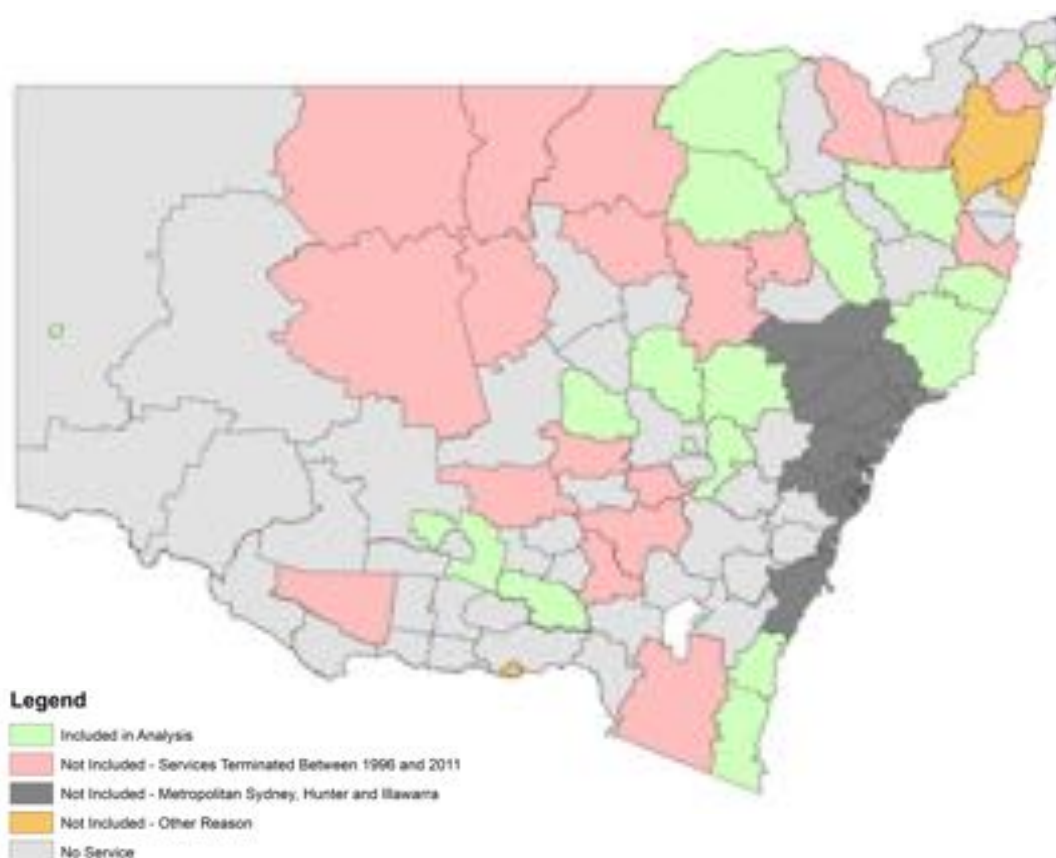 Legend
Included in Analysis
Not Included - Services Terminated Between 1996 and 2011
Not Included - Metropolitan Sydney, Hunter and Illawarra
Not Included - Other Reason
No Service